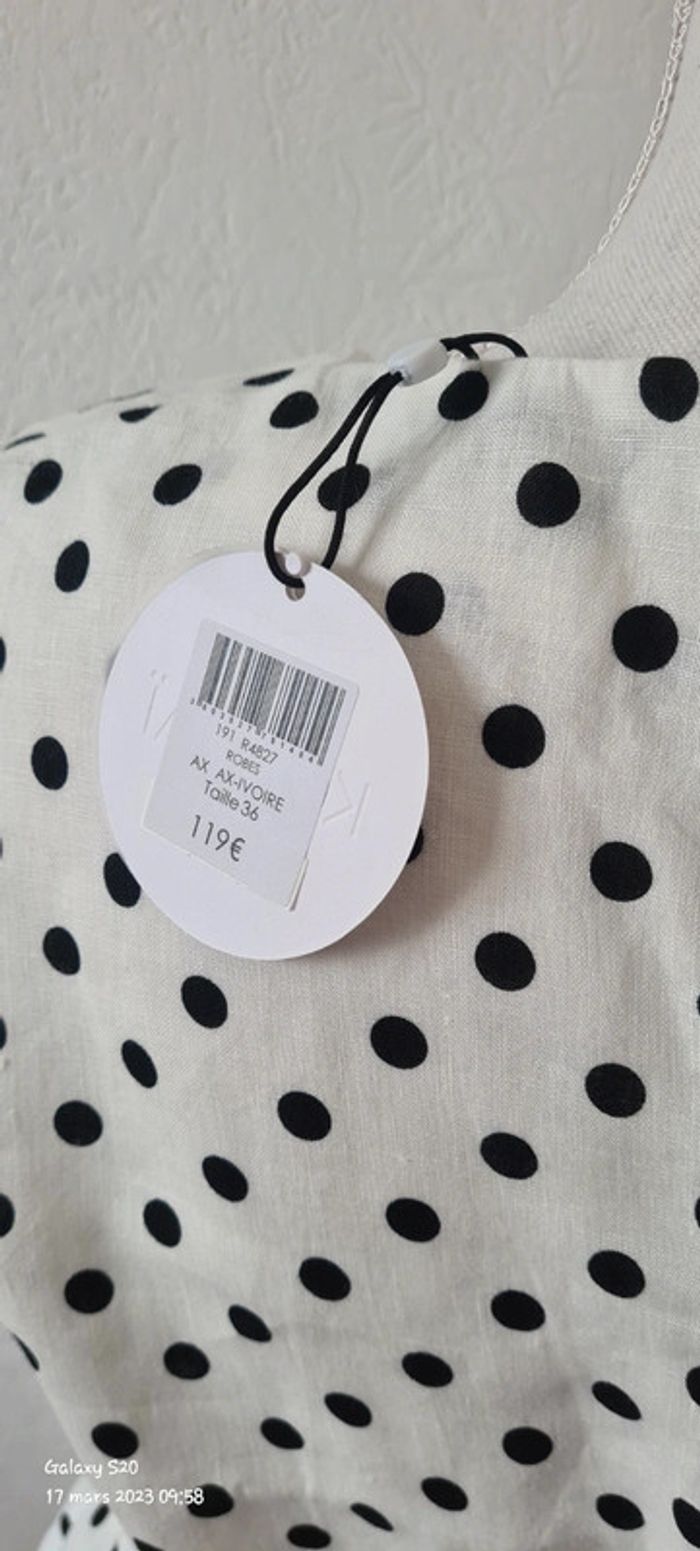 191 R4827
ROBES
AX AX-IVOIRE
Taille 36
119€
Galaxy S20
17 mars 2023 09:58